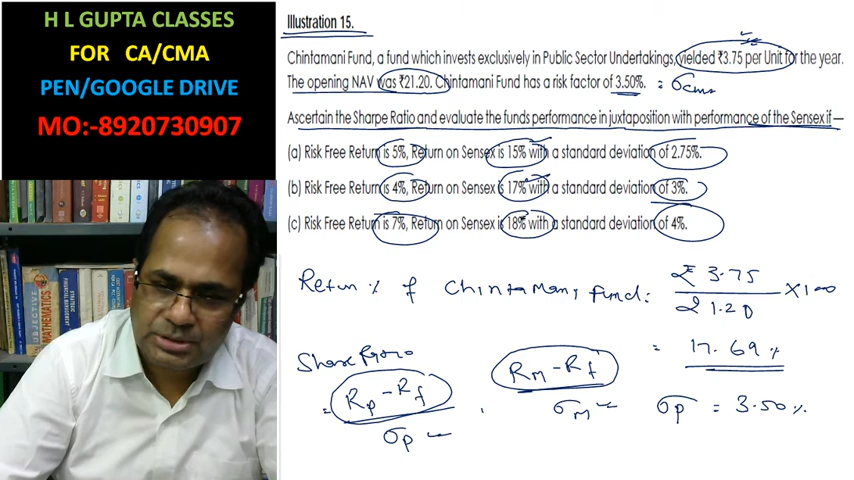 H L GUPTA CLASSES
FOR CA/CMA
PEN/GOOGLE DRIVE
MO:-8920730907
Illustration 15.
Chintamani Fund, a fund which invests exclusively in Public Sector Undertakings, yielded ₹3.75 per Unit for the year.
The opening NAV was ₹21.20. Chintamani Fund has a risk factor of 3.50%. = σcmf
Ascertain the Sharpe Ratio and evaluate the funds performance in juxtaposition with performance of the Sensex if —
(a) Risk Free Return is 5%, Return on Sensex is 15% with a standard deviation of 2.75%.
(b) Risk Free Return is 4%, Return on Sensex is 17% with a standard deviation of 3%.
(c) Risk Free Return is 7%, Return on Sensex is 18% with a standard deviation of 4%.
Return % of Chintamani Fund: ₹ 3.75
21.20 × 100
= 17.69 %
Sharpe Ratio
= Rp - Rf
σp
RM - Rf
σM
σp = 3.50 %